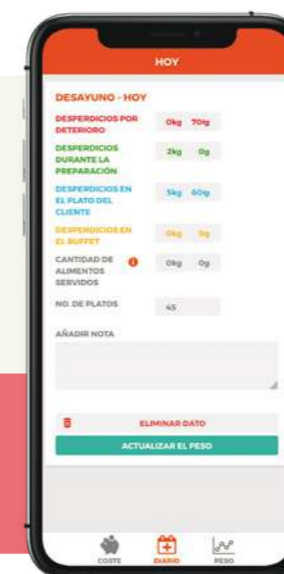 HOY
DESAYUNO - HOY
DESPERDICIOS POR
DETERIORO
0kg 701g
DESPERDICIOS
DURANTE LA
PREPARACIÓN
2kg 0g
DESPERDICIOS EN
EL PLATO DEL
CLIENTE
5kg 601g
DESPERDICIOS EN
EL BUFFET
0kg 0g
CANTIDAD DE
ALIMENTOS
SERVIDOS
0kg 0g
NO. DE PLATOS
45
AÑADIR NOTA
ELIMINAR DATO
ACTUALIZAR EL PESO
COSTE
DIARIO
PESO